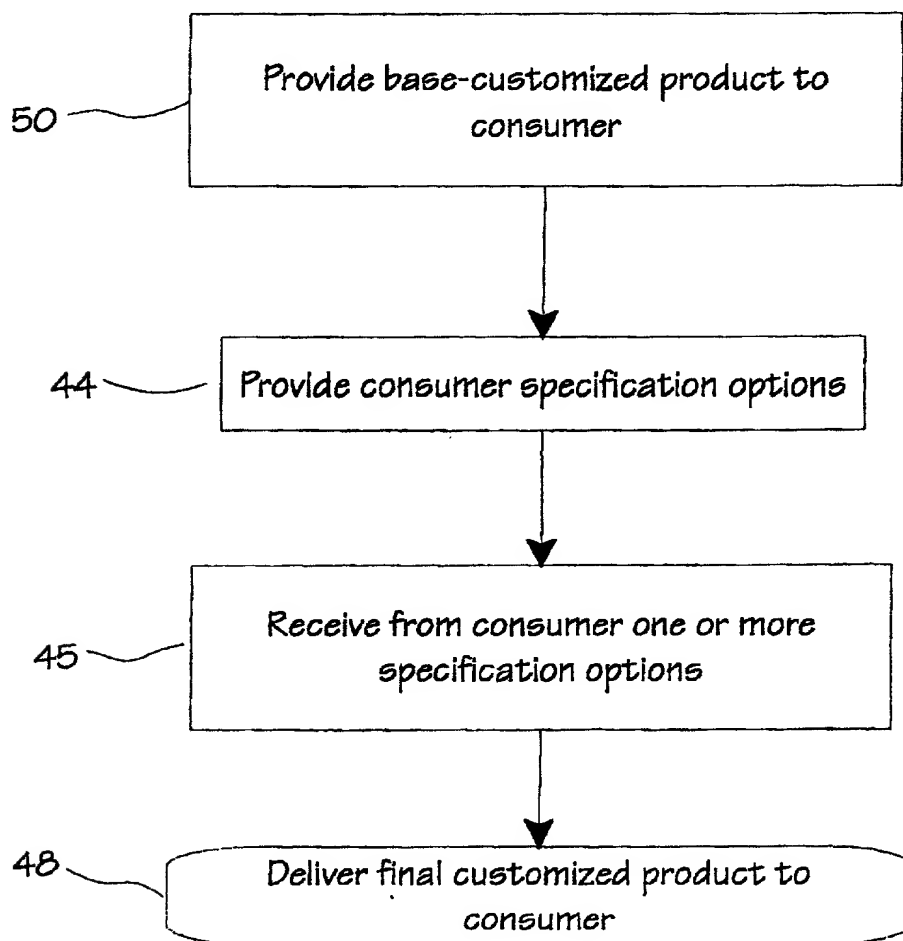 50
Provide base-customized product to
consumer
44
Provide consumer specification options
45
Receive from consumer one or more
specification options
48
Deliver final customized product to
consumer